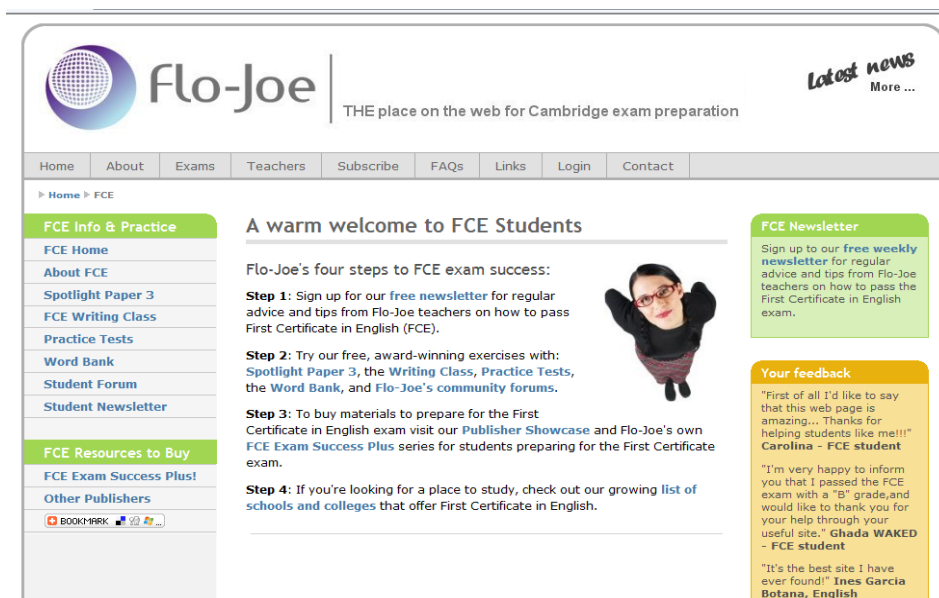 Flo-Joe
THE place on the web for Cambridge exam preparation
Latest news
More ...
Home
About
Exams
Teachers
Subscribe
FAQs
Links
Login
Contact
Home
FCE
FCE Info & Practice
FCE Home
About FCE
Spotlight Paper 3
FCE Writing Class
Practice Tests
Word Bank
Student Forum
Student Newsletter
FCE Resources to Buy
FCE Exam Success Plus!
Other Publishers
BOOKMARK
A warm welcome to FCE Students
Flo-Joe's four steps to FCE exam success:
Step 1: Sign up for our free newsletter for regular
advice and tips from Flo-Joe teachers on how to pass
First Certificate in English (FCE).
Step 2: Try our free, award-winning exercises with:
Spotlight Paper 3, the Writing Class, Practice Tests,
the Word Bank, and Flo-Joe's community forums.
Step 3: To buy materials to prepare for the First
Certificate in English exam visit our Publisher Showcase and Flo-Joe's own
FCE Exam Success Plus series for students preparing for the First Certificate
exam.
Step 4: If you're looking for a place to study, check out our growing list of
schools and colleges that offer First Certificate in English.
FCE Newsletter
Sign up to our free weekly
newsletter for regular
advice and tips from Flo-Joe
teachers on how to pass the
First Certificate in English
exam.
Your feedback
"First of all I'd like to say
that this web page is
amazing... Thanks for
helping students like me!!!"
Carolina - FCE student
"I'm very happy to inform
you that I passed the FCE
exam with a "B" grade,and
would like to thank you for
your help through your
useful site." Ghada WAKED
- FCE student
"It's the best site I have
ever found!" Ines Garcia
Botana, English